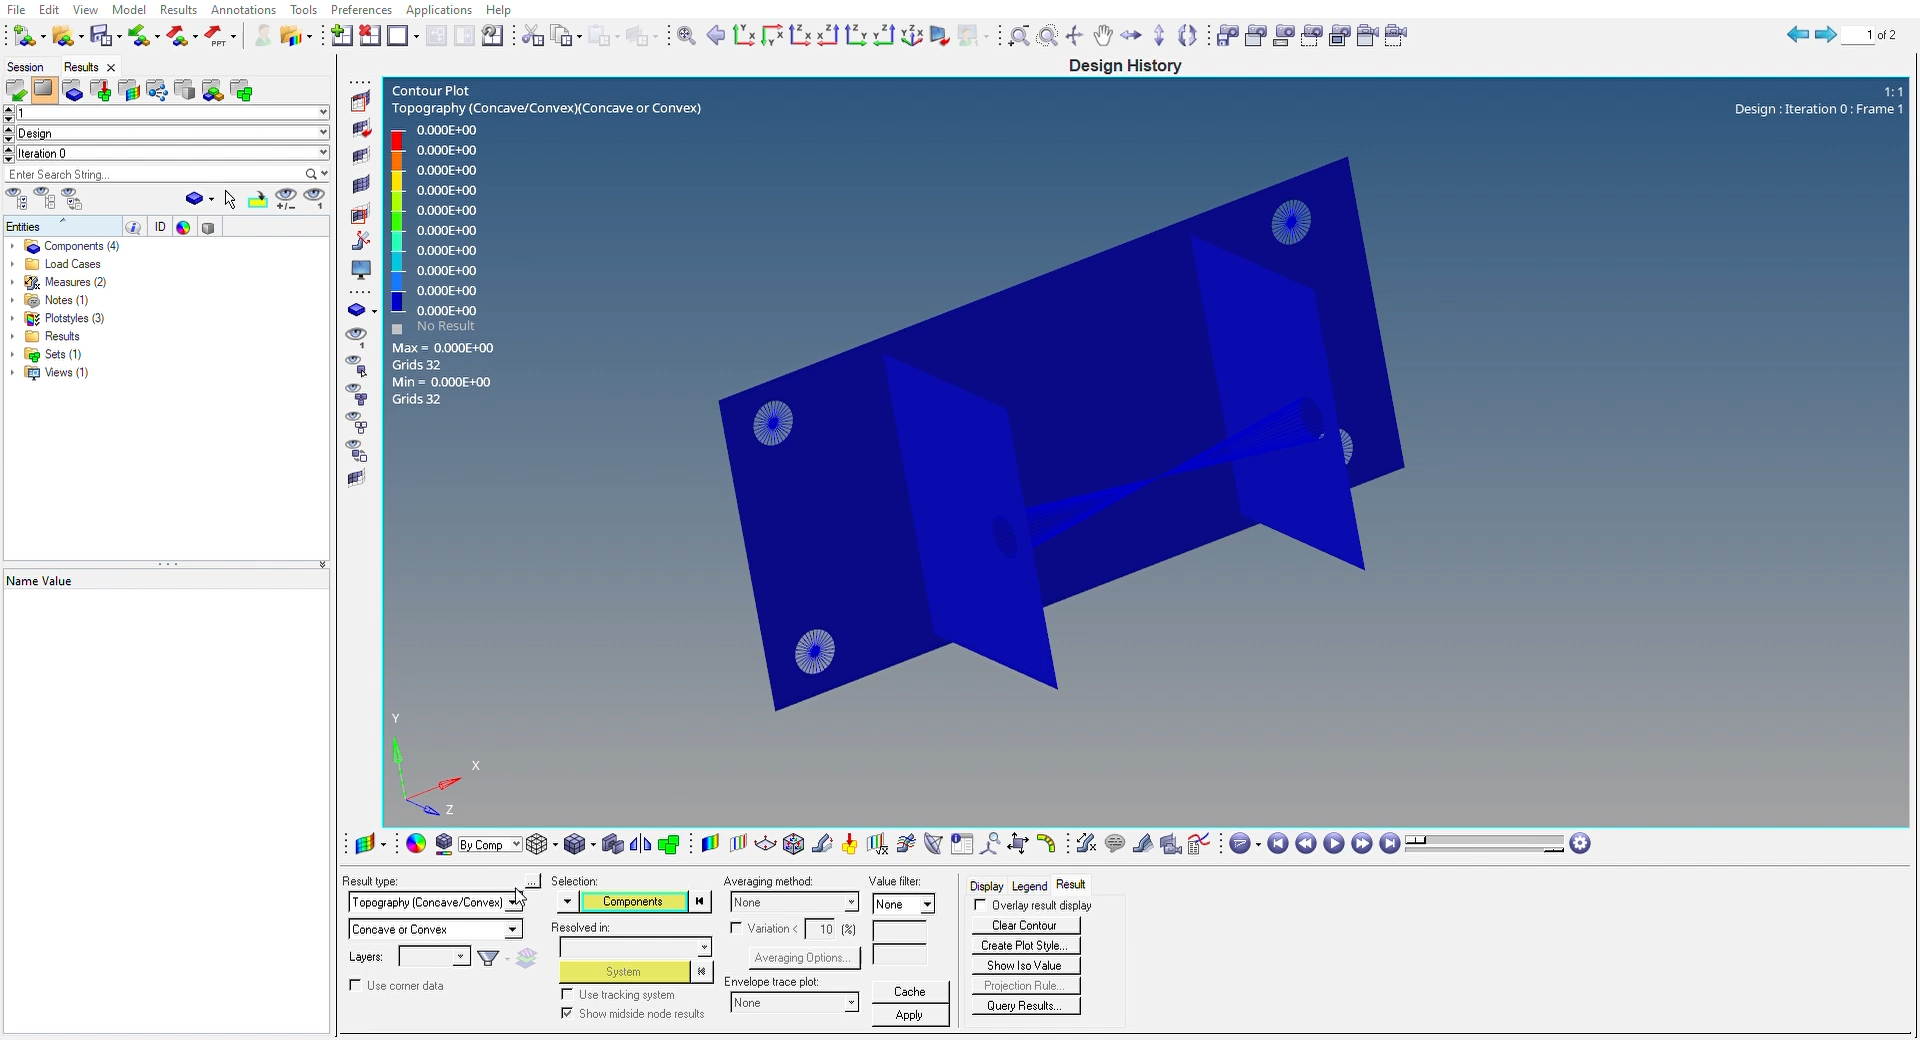 File Edit View Model Results Annotations Tools Preferences Applications Help
PPT
1 of 2
Session Results
Design History
1
Design
Iteration 0
Enter Search String...
Entities ID
Components (4)
Load Cases
Measures (2)
Notes (1)
Plotstyles (3)
Results
Sets (1)
Views (1)
Name Value
Contour Plot
Topography (Concave/Convex)(Concave or Convex)
0.000E+00
0.000E+00
0.000E+00
0.000E+00
0.000E+00
0.000E+00
0.000E+00
0.000E+00
0.000E+00
0.000E+00
No Result
Max = 0.000E+00
Grids 32
Min = 0.000E+00
Grids 32
1: 1
Design : Iteration 0 : Frame 1
Y
X
Z
By Comp
Result type: ...
Topography (Concave/Convex)
Concave or Convex
Layers:
Use corner data
Selection:
Components
Resolved in:
System
Use tracking system
Show midside node results
Averaging method:
None
Variation < 10 (%)
Averaging Options...
Envelope trace plot:
None
Value filter:
None
Cache
Apply
Display Legend Result
Overlay result display
Clear Contour
Create Plot Style...
Show Iso Value
Projection Rule...
Query Results...